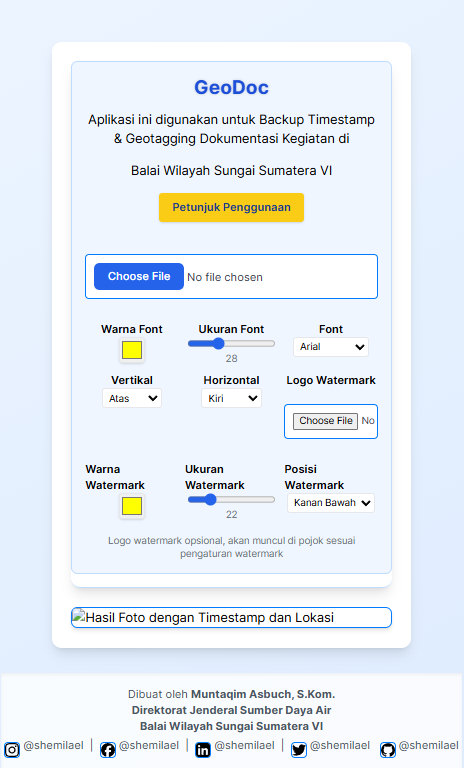 GeoDoc
Aplikasi ini digunakan untuk Backup Timestamp
& Geotagging Dokumentasi Kegiatan di
Balai Wilayah Sungai Sumatera VI
Petunjuk Penggunaan
Choose File No file chosen
Warna Font Ukuran Font Font
28 Arial
Vertikal Horizontal Logo Watermark
Atas Kiri
Choose File No
Warna Watermark Ukuran Watermark Posisi Watermark
22 Kanan Bawah
Logo watermark opsional, akan muncul di pojok sesuai
pengaturan watermark
Hasil Foto dengan Timestamp dan Lokasi
Dibuat oleh Muntaqim Asbuch, S.Kom.
Direktorat Jenderal Sumber Daya Air
Balai Wilayah Sungai Sumatera VI
@shemilael | @shemilael | @shemilael | @shemilael @shemilael